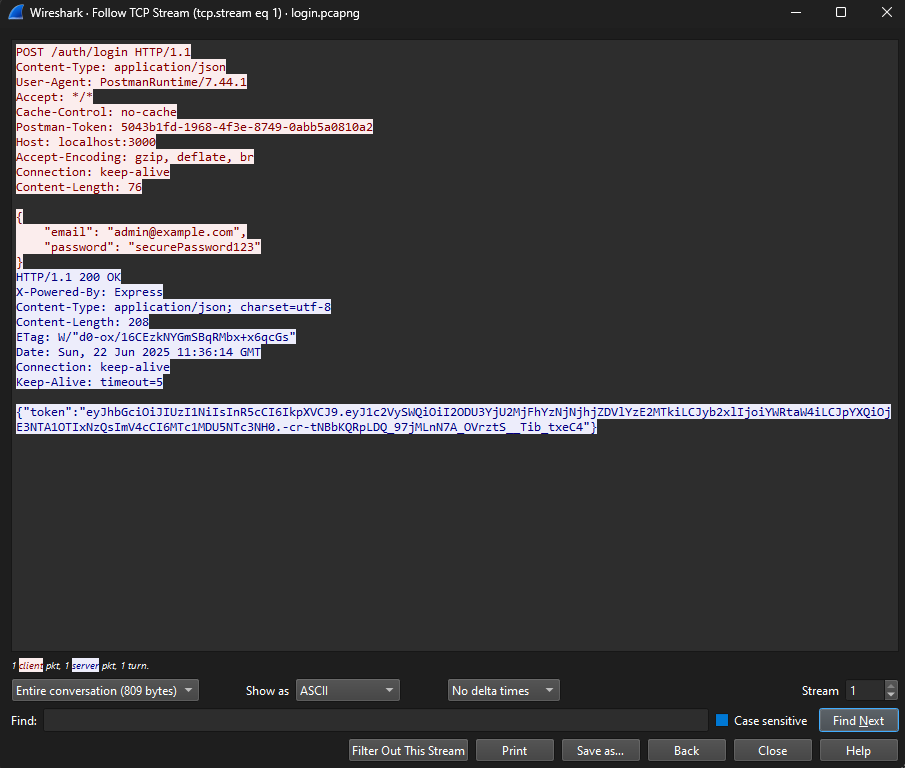 Wireshark · Follow TCP Stream (tcp.stream eq 1) · login.pcapng
POST /auth/login HTTP/1.1
Content-Type: application/json
User-Agent: PostmanRuntime/7.44.1
Accept: */*
Cache-Control: no-cache
Postman-Token: 5043b1fd-1968-4f3e-8749-0abb5a0810a2
Host: localhost:3000
Accept-Encoding: gzip, deflate, br
Connection: keep-alive
Content-Length: 76
{
    "email": "admin@example.com",
    "password": "securePassword123"
}
HTTP/1.1 200 OK
X-Powered-By: Express
Content-Type: application/json; charset=utf-8
Content-Length: 208
ETag: W/"d0-ox/16CEzkNYGmSBqRMbx+x6qcGs"
Date: Sun, 22 Jun 2025 11:36:14 GMT
Connection: keep-alive
Keep-Alive: timeout=5
{"token":"eyJhbGciOiJIUzI1NiIsInR5cCI6IkpXVCJ9.eyJ1c2VySWQiOiI2ODU3YjU2MjFhYzNjNjhjZDVlYzE2MTkiLCJyb2xlIjoiYWRtaW4iLCJpYXQiOj
E3NTA1OTIxNzQsImV4cCI6MTc1MDU5NTc3NH0.-cr-tNBbKQRpLDQ_97jMLnN7A_OVrztS__Tib_txeC4"}
1 client pkt, 1 server pkt, 1 turn.
Entire conversation (809 bytes) Show as ASCII No delta times Stream 1
Find: Case sensitive Find Next
Filter Out This Stream Print Save as... Back Close Help